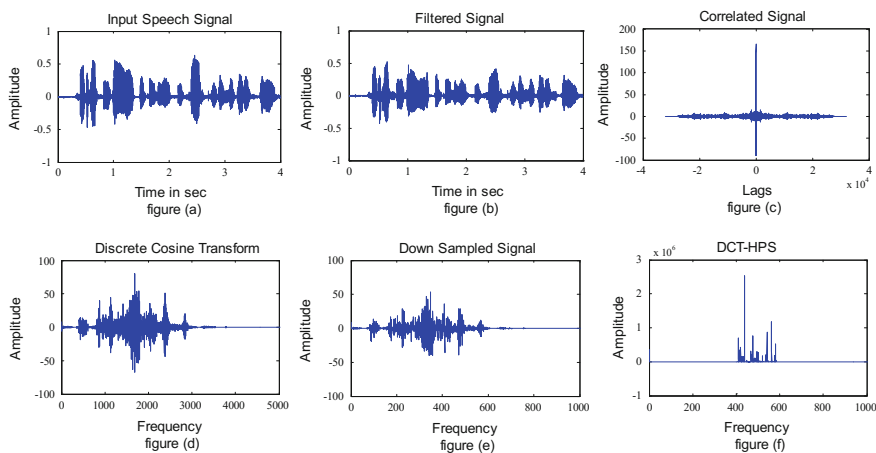 Input Speech Signal
1
0.5
0
-0.5
-1
Amplitude
0 1 2 3 4
Time in sec
figure (a)
Filtered Signal
1
0.5
0
-0.5
-1
Amplitude
0 1 2 3 4
Time in sec
figure (b)
Correlated Signal
200
150
100
50
0
-50
-100
Amplitude
-4 -2 0 2 4
x 10^4
Lags
figure (c)
Discrete Cosine Transform
100
50
0
-50
-100
Amplitude
0 1000 2000 3000 4000 5000
Frequency
figure (d)
Down Sampled Signal
100
50
0
-50
-100
Amplitude
0 200 400 600 800 1000
Frequency
figure (e)
DCT-HPS
x 10^6
3
2
1
0
-1
Amplitude
0 200 400 600 800 1000
Frequency
figure (f)